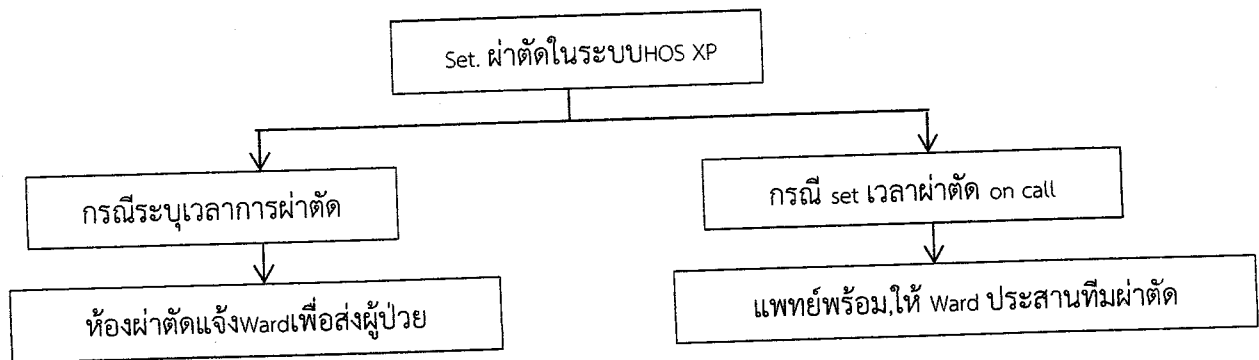 Set. ผ่าตัดในระบบHOS XP
กรณีระบุเวลาการผ่าตัด
กรณี set เวลาผ่าตัด on call
ห้องผ่าตัดแจ้งWardเพื่อส่งผู้ป่วย
แพทย์พร้อม,ให้ Ward ประสานทีมผ่าตัด